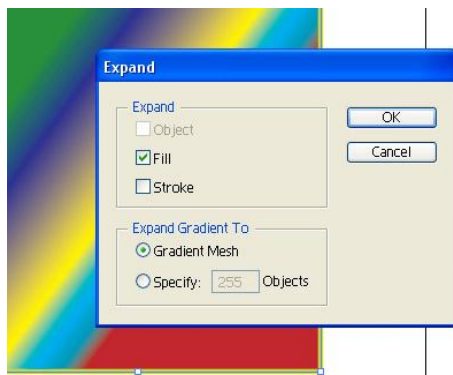 Expand
Expand
Object
Fill
Stroke
OK
Cancel
Expand Gradient To
Gradient Mesh
Specify: 255 Objects